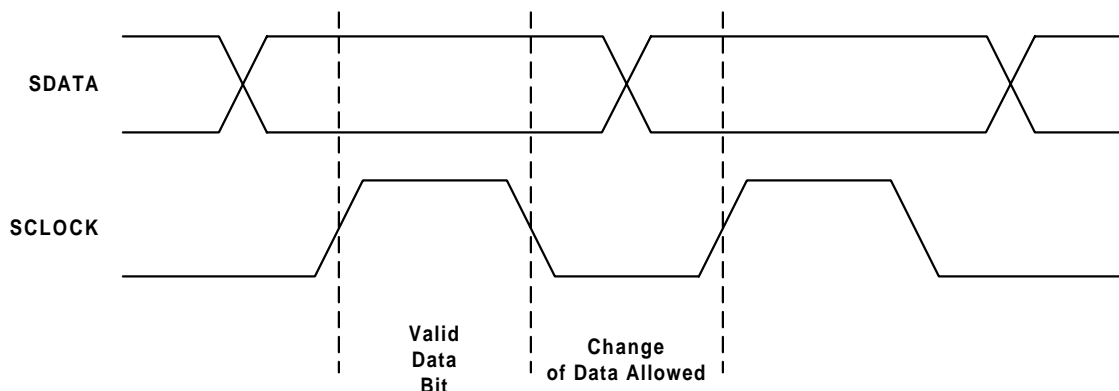 SDATA
SCLOCK
Valid
Data
Bit
Change
of Data Allowed